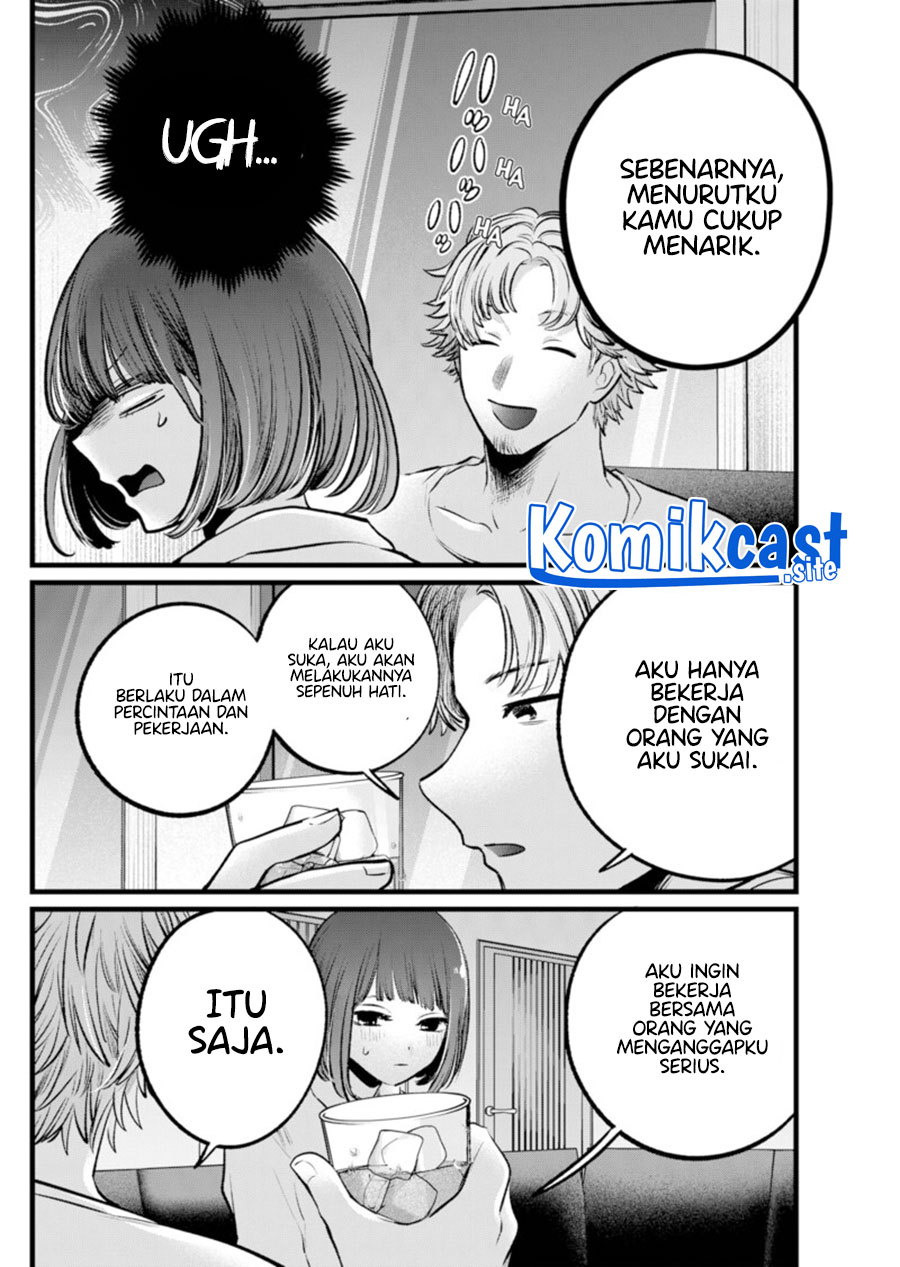 SEBENARNYA,
MENURUTKU
KAMU CUKUP
MENARIK.
HA
HA
HA
UGH...
Komikcast
.site
AKU HANYA
BEKERJA
DENGAN
ORANG YANG
AKU SUKAI.
KALAU AKU
SUKA, AKU AKAN
MELAKUKANNYA
SEPENUH HATI.
ITU
BERLAKU DALAM
PERCINTAAN DAN
PEKERJAAN.
AKU INGIN
BEKERJA
BERSAMA
ORANG YANG
MENGANGGAPKU
SERIUS.
ITU
SAJA.